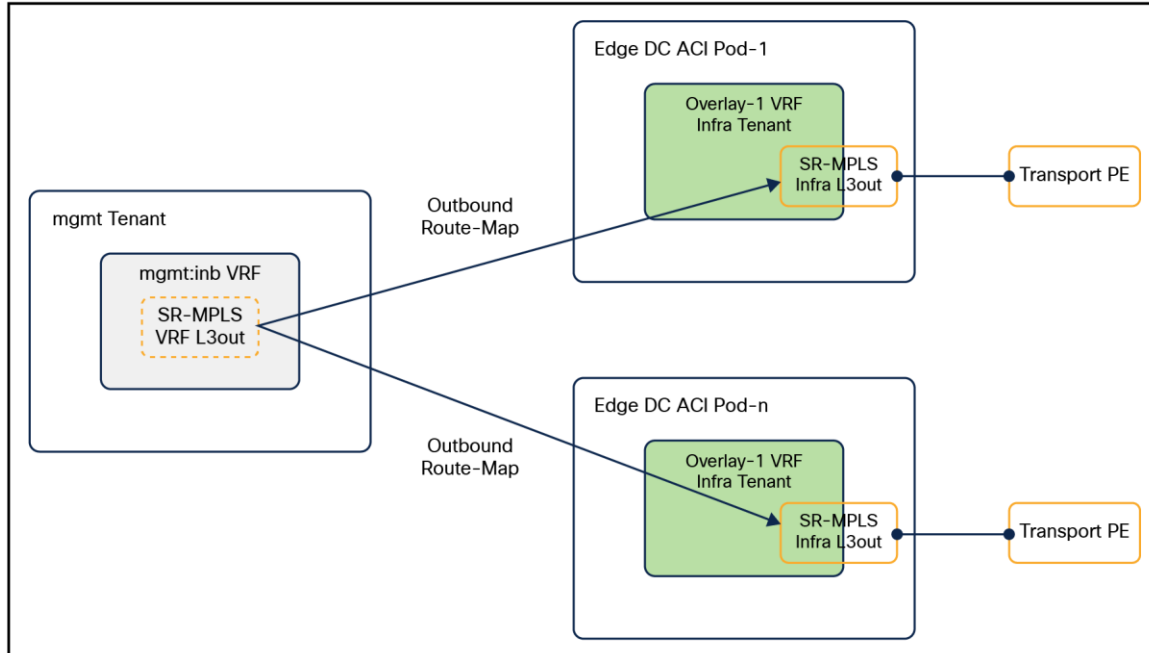 Edge DC ACI Pod-1
Overlay-1 VRF
Infra Tenant
SR-MPLS
Infra L3out
Transport PE
Outbound
Route-Map
mgmt Tenant
mgmt:inb VRF
SR-MPLS
VRF L3out
Edge DC ACI Pod-n
Outbound
Route-Map
Overlay-1 VRF
Infra Tenant
SR-MPLS
Infra L3out
Transport PE